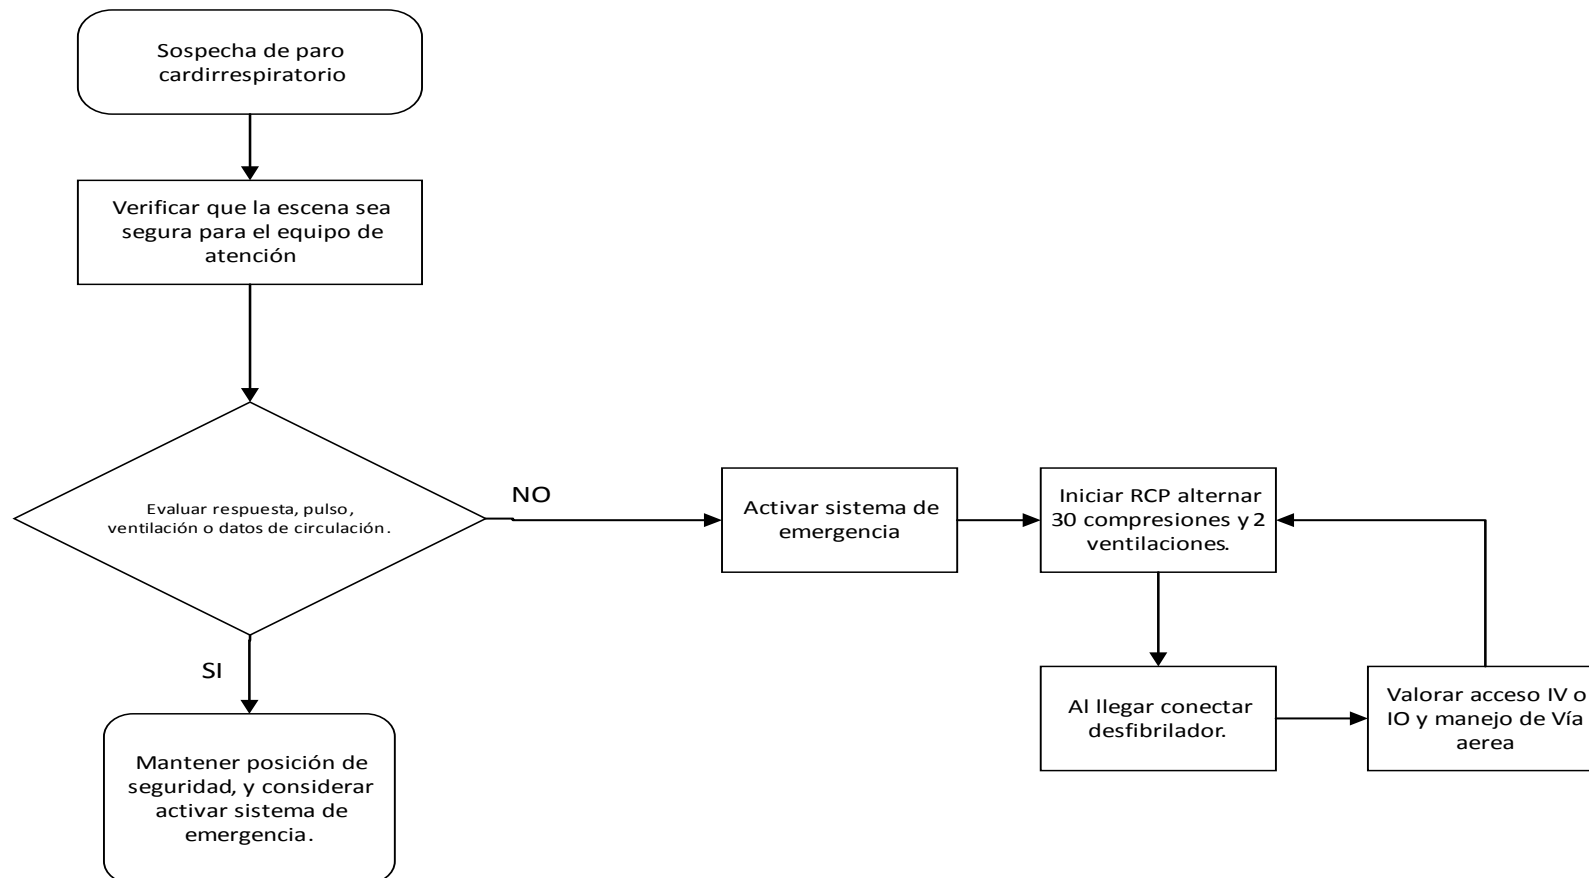 Sospecha de paro
cardirrespiratorio
Verificar que la escena sea
segura para el equipo de
atención
Evaluar respuesta, pulso,
ventilación o datos de circulación.
NO
Activar sistema de
emergencia
Iniciar RCP alternar
30 compresiones y 2
ventilaciones.
SI
Mantener posición de
seguridad, y considerar
activar sistema de
emergencia.
Al llegar conectar
desfibrilador.
Valorar acceso IV o
IO y manejo de Vía
aerea